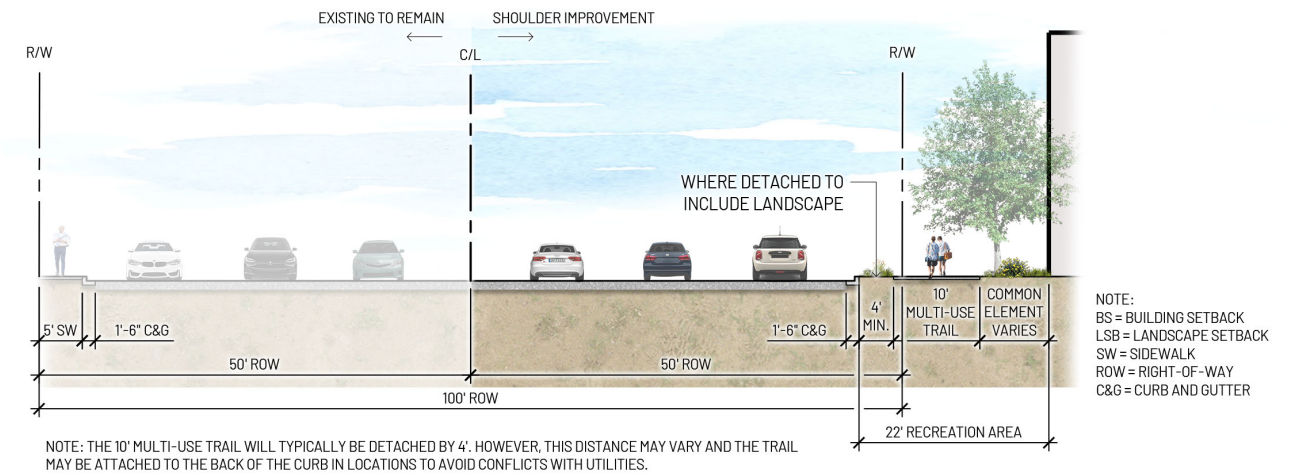 EXISTING TO REMAIN
SHOULDER IMPROVEMENT
R/W
C/L
R/W
WHERE DETACHED TO
INCLUDE LANDSCAPE
5' SW
1'-6" C&G
1'-6" C&G
4'
MIN.
10'
MULTI-USE
TRAIL
COMMON
ELEMENT
VARIES
50' ROW
50' ROW
100' ROW
22' RECREATION AREA
NOTE:
BS = BUILDING SETBACK
LSB = LANDSCAPE SETBACK
SW = SIDEWALK
ROW = RIGHT-OF-WAY
C&G = CURB AND GUTTER
NOTE: THE 10' MULTI-USE TRAIL WILL TYPICALLY BE DETACHED BY 4'. HOWEVER, THIS DISTANCE MAY VARY AND THE TRAIL
MAY BE ATTACHED TO THE BACK OF THE CURB IN LOCATIONS TO AVOID CONFLICTS WITH UTILITIES.